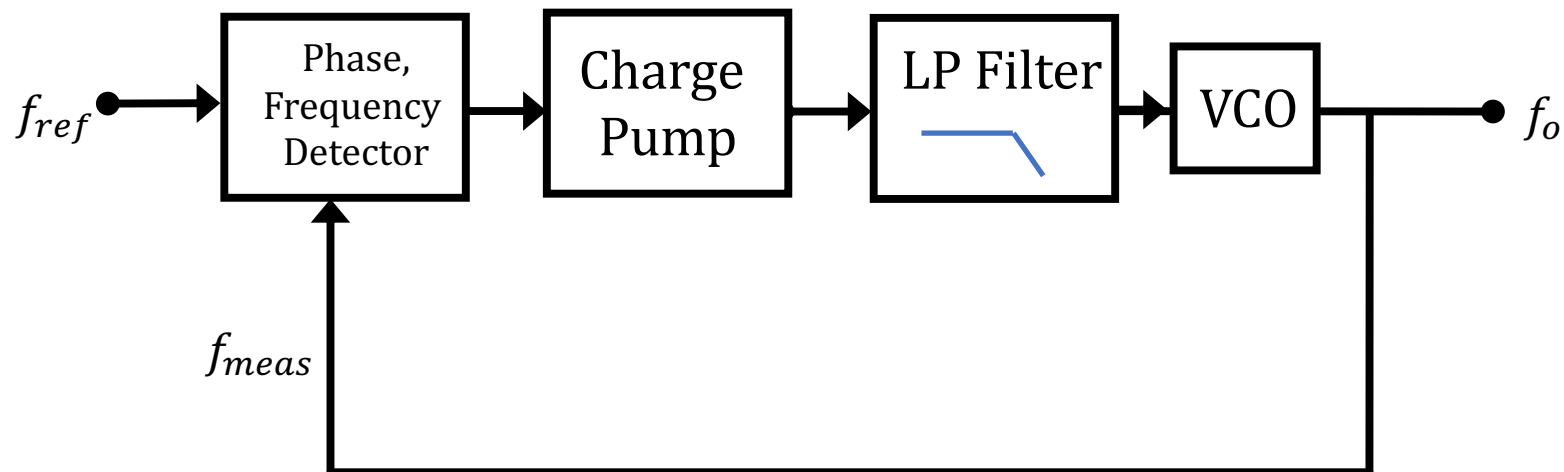 f_ref
Phase,
Frequency
Detector
Charge
Pump
LP Filter
VCO
f_o
f_meas